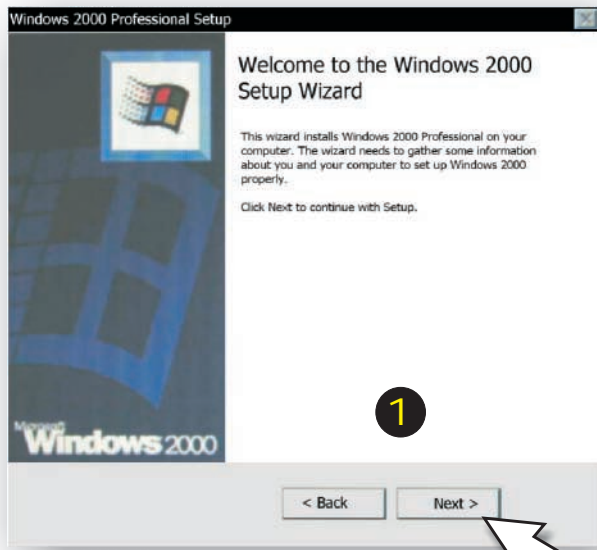 Windows 2000 Professional Setup
Welcome to the Windows 2000
Setup Wizard
This wizard installs Windows 2000 Professional on your
computer. The wizard needs to gather some information
about you and your computer to set up Windows 2000
properly.
Click Next to continue with Setup.
1
Microsoft
Windows 2000
< Back
Next >